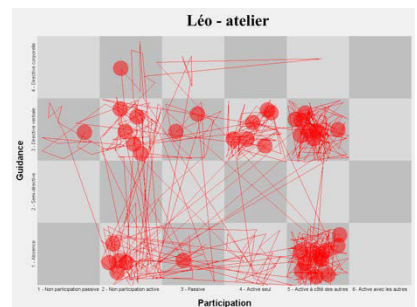 Léo - atelier
4 - Directive corporelle
3 - Directive verbale
2 - Semi-directive
1 - Absence
Guidance
1 - Non participation passive
2 - Non participation active
3 - Passive
4 - Active seul
5 - Active à côté des autres
6 - Active avec les autres
Participation